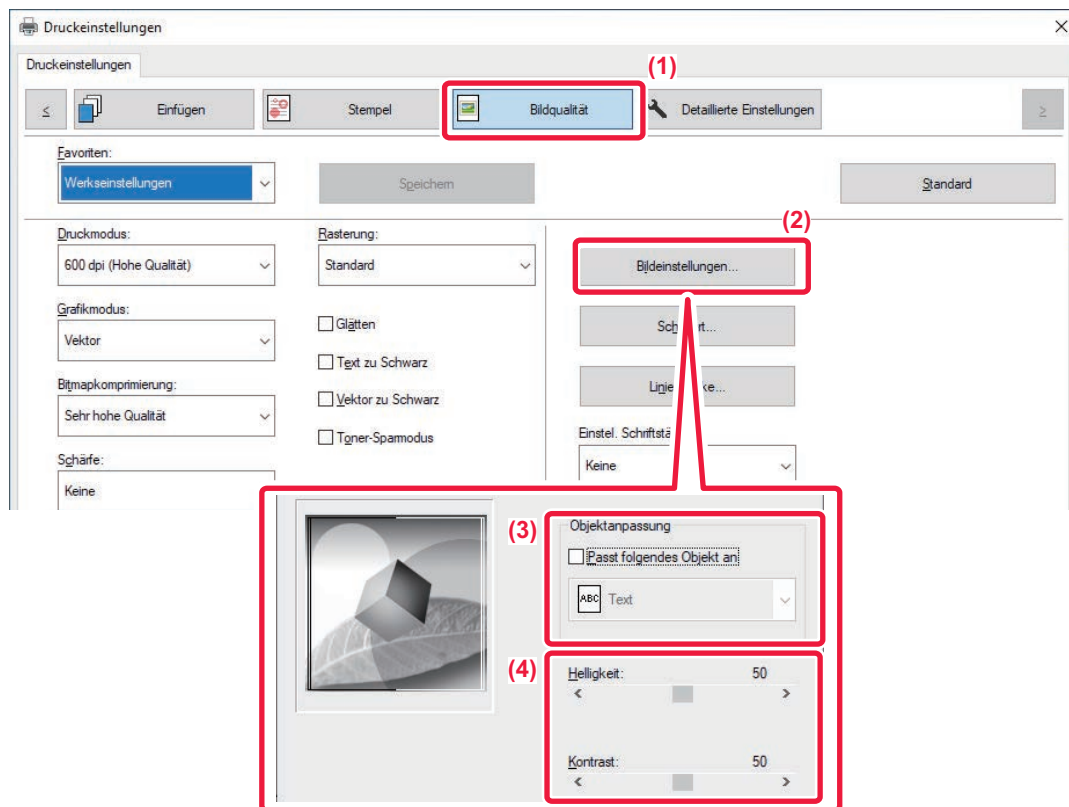 Druckeinstellungen
Druckeinstellungen
(1)
< Einfügen Stempel Bildqualität Detaillierte Einstellungen >
Favoriten:
Werkseinstellungen Speichern Standard
(2)
Druckmodus: Rasterung:
600 dpi (Hohe Qualität) Standard Bildeinstellungen...
Grafikmodus:
Vektor Glätten
Text zu Schwarz
Bitmapkomprimierung:
Sehr hohe Qualität Vektor zu Schwarz
Toner-Sparmodus Einstel.
Schärfe:
Keine Keine
(3) Objektanpassung
Passt folgendes Objekt an
ABC Text
(4) Helligkeit: 50
< >
Kontrast: 50
< >